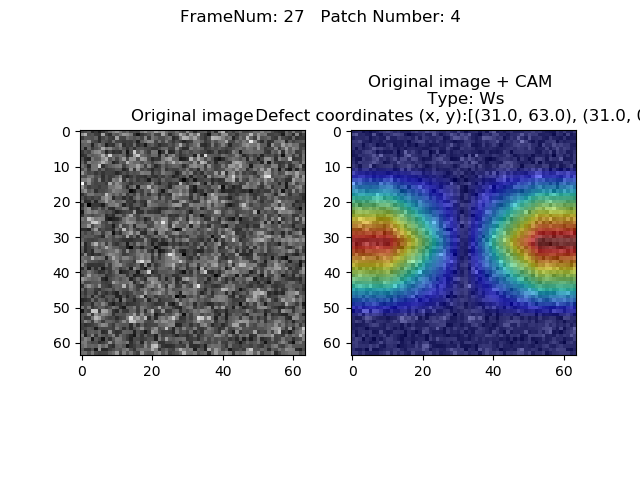 FrameNum: 27   Patch Number: 4
Original image + CAM
Type: Ws
Original image
Defect coordinates (x, y):[(31.0, 63.0), (31.0,
0
10
20
30
40
50
60
0 20 40 60
0
10
20
30
40
50
60
0 20 40 60